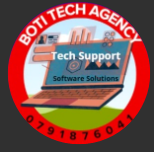 BOTI TECH AGENCY
Tech Support
Software Solutions
0791876041